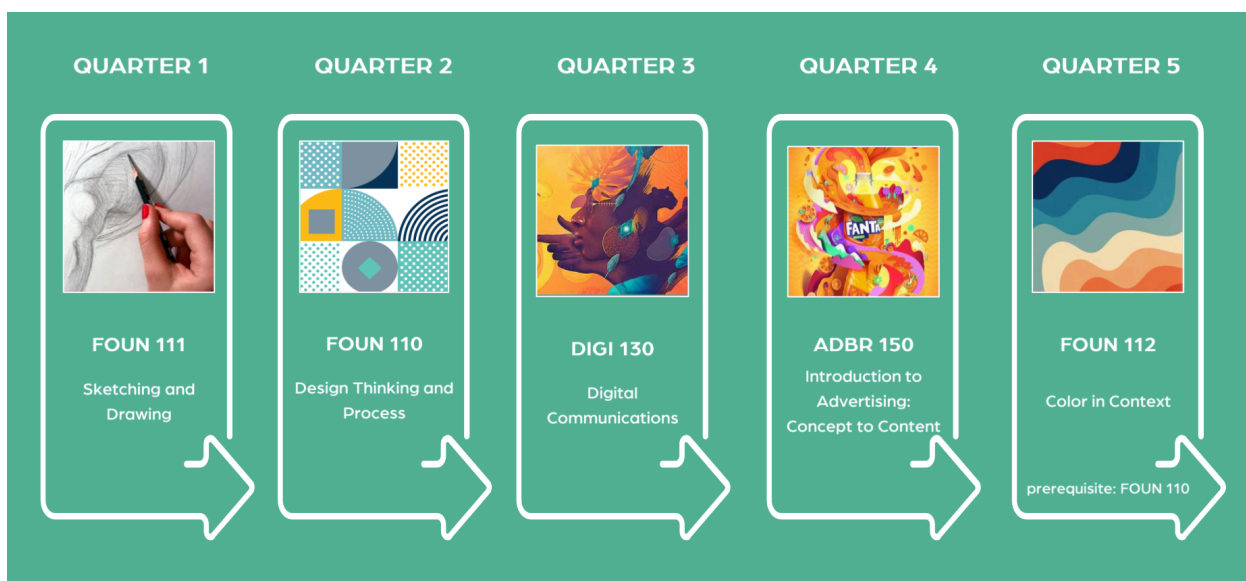 QUARTER 1
QUARTER 2
QUARTER 3
QUARTER 4
QUARTER 5
FOUN 111
Sketching and
Drawing
FOUN 110
Design Thinking and
Process
DIGI 130
Digital
Communications
FANTA
ADBR 150
Introduction to
Advertising:
Concept to Content
FOUN 112
Color in Context
prerequisite: FOUN 110